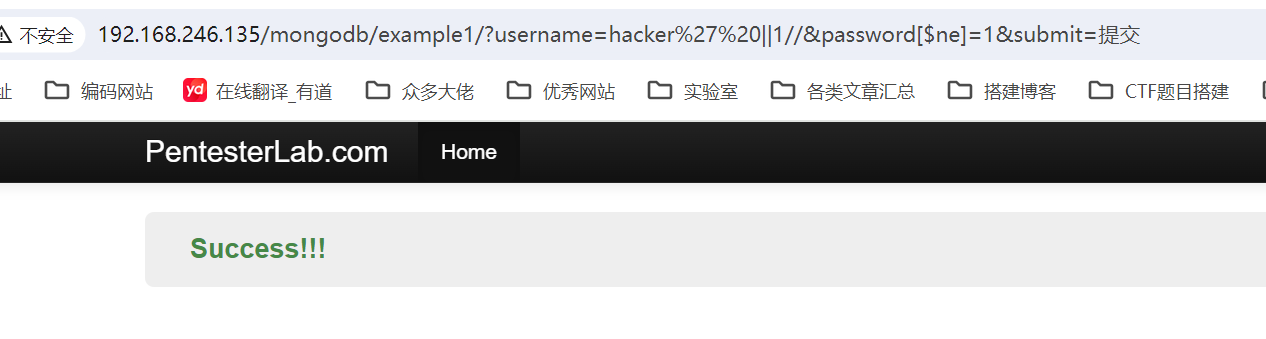 不安全 192.168.246.135/mongodb/example1/?username=hacker%27%20||1//&password[$ne]=1&submit=提交
址 编码网站 yd 在线翻译_有道 众多大佬 优秀网站 实验室 各类文章汇总 搭建博客 CTF题目搭建
PentesterLab.com Home
Success!!!